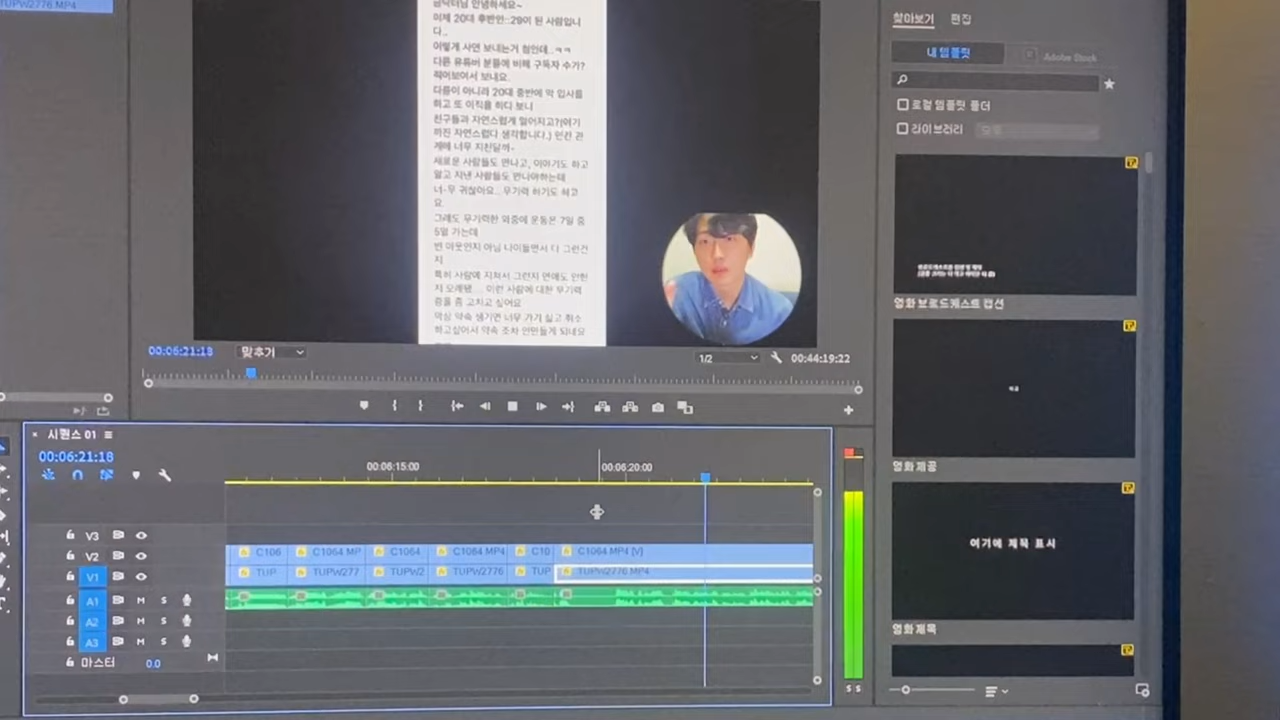 TUPW2776.MP4
님 안녕하세요~
이제 20대 후반인..29이 된 사람입니
다..
이렇게 사연 보내는거 첨인데..ㅋㅋ
다른 유튜버 분들에 비해 구독자 수가?
적어보여서 보내요.
다름이 아니라 20대 중반에 막 입사를
하고 또 이직을 하다 보니
친구들과 자연스럽게 멀어지고?(여기
까진 자연스럽다 생각합니다.) 인간 관
계에 너무 지친달까~
새로운 사람들도 만나고, 이야기도 하고
알고 지낸 사람들도 만나야하는데
너-무 귀찮아요.. 무기력 하기도 하고
요.
그래도 무기력한 와중에 운동은 7일 중
5일 가는데
번 아웃인지 아님 나이들면서 다 그런건
지
특히 사람에 지쳐서 그런지 연애도 안한
지 오래됐... 이런 사람에 대한 무기력
증을 좀 고치고 싶어요
막상 약속 생기면 너무 가기 싫고 취소
하고싶어서 약속 조차 안만들게 되네요
00:06:21:18
맞추기
1/2
00:44:19:22
찾아보기
편집
내 템플릿
Adobe Stock
로컬 템플릿 폴더
라이브러리
모두
영화 브로드캐스트 캡션
영화 제공
여기에 제목 표시
영화 제목
× 시퀀스 01
00:06:21:18
00:06:15:00
00:06:20:00
V3
V2
V1
A1 M S
A2 M S
A3 M S
마스터 0.0
C106 C1064 MP C1064 C1064 MP4 C10 C1064 MP4 [V]
TUP TUPW277 TUPW2 TUPW2776 TUP TUPW2776 MP4
S S